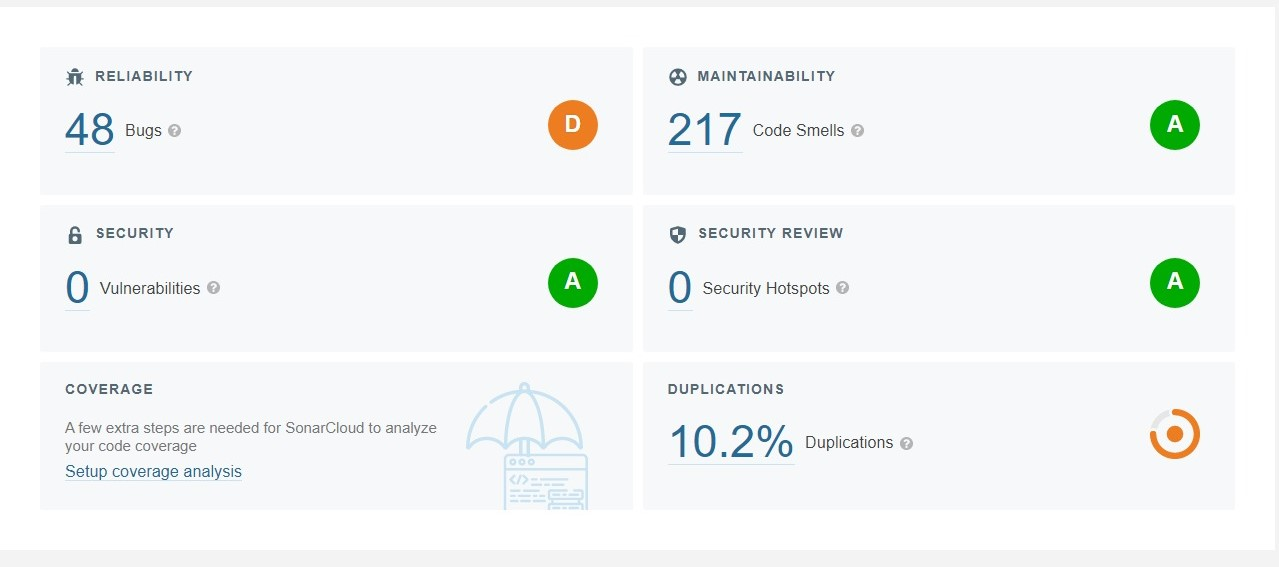 RELIABILITY
48 Bugs ?
D
MAINTAINABILITY
217 Code Smells ?
A
SECURITY
0 Vulnerabilities ?
A
SECURITY REVIEW
0 Security Hotspots ?
A
COVERAGE
A few extra steps are needed for SonarCloud to analyze
your code coverage
Setup coverage analysis
</>
DUPLICATIONS
10.2% Duplications ?